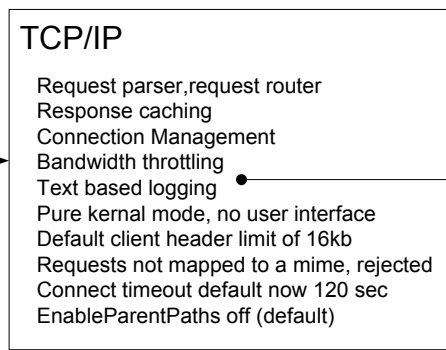 TCP/IP
Request parser,request router
Response caching
Connection Management
Bandwidth throttling
Text based logging
Pure kernal mode, no user interface
Default client header limit of 16kb
Requests not mapped to a mime, rejected
Connect timeout default now 120 sec
EnableParentPaths off (default)